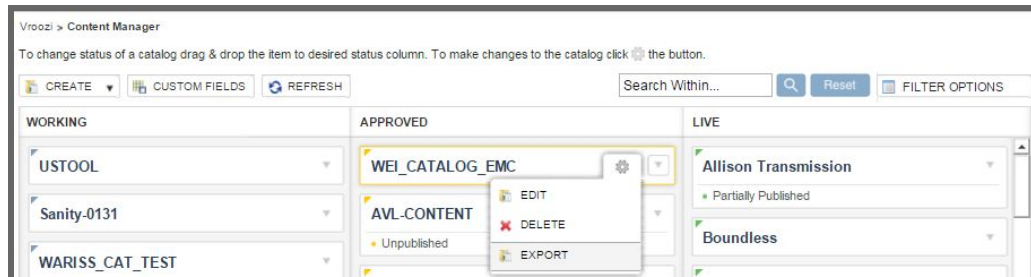 Vroozi > Content Manager
To change status of a catalog drag & drop the item to desired status column. To make changes to the catalog click the button.
CREATE CUSTOM FIELDS REFRESH Search Within... Reset FILTER OPTIONS
WORKING APPROVED LIVE
USTOOL WEI_CATALOG_EMC Allison Transmission
EDIT Partially Published
Sanity-0131 AVL-CONTENT DELETE
Unpublished EXPORT Boundless
WARISS_CAT_TEST